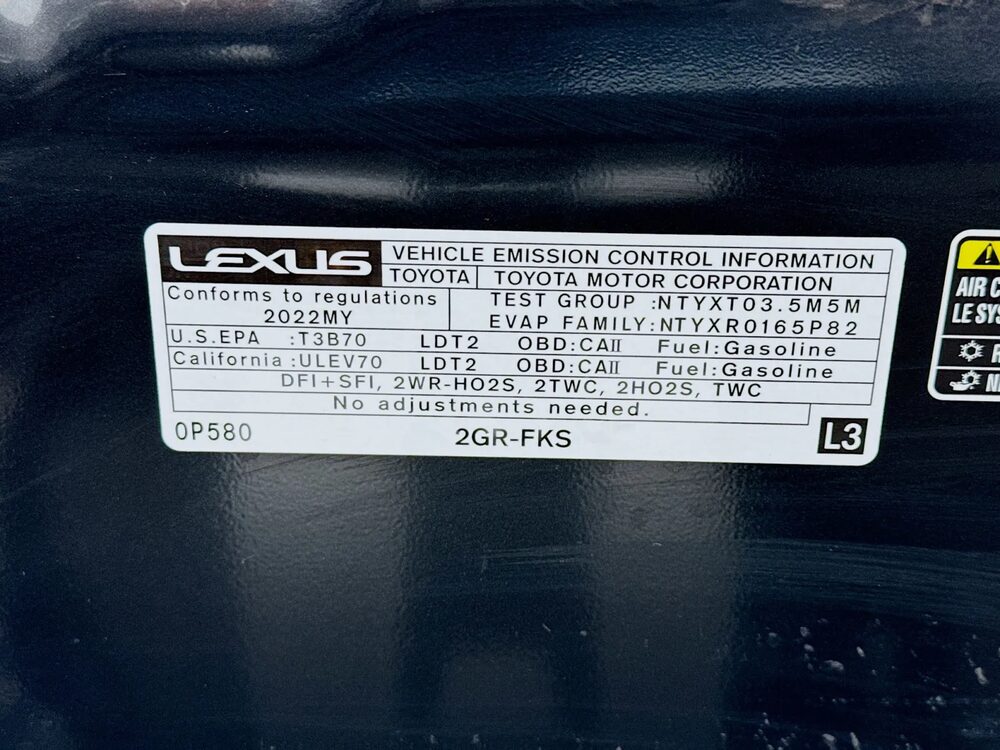 LEXUS VEHICLE EMISSION CONTROL INFORMATION
TOYOTA TOYOTA MOTOR CORPORATION
Conforms to regulations
2022MY
TEST GROUP :NTYXT03.5M5M
EVAP FAMILY:NTYXR0165P82
U.S.EPA :T3B70 LDT2 OBD:CAII Fuel:Gasoline
California :ULEV70 LDT2 OBD:CAII Fuel:Gasoline
DFI+SFI, 2WR-HO2S, 2TWC, 2HO2S, TWC
No adjustments needed.
0P580 2GR-FKS L3
AIR
LE